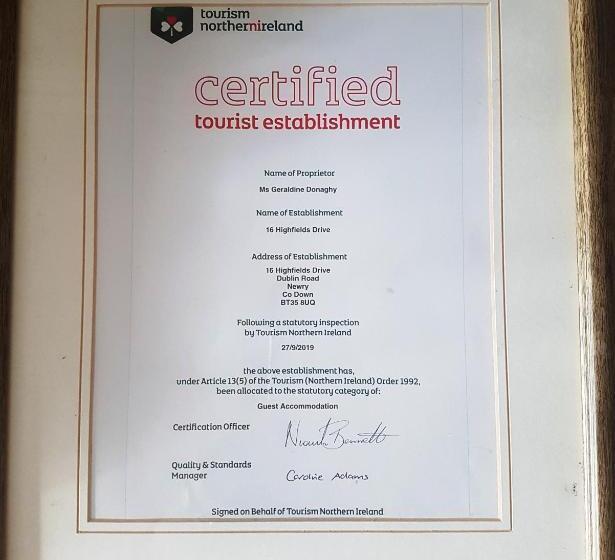 tourism
northernireland
certified
tourist establishment
Name of Proprietor
Ms Geraldine Donaghy
Name of Establishment
16 Highfields Drive
Address of Establishment
16 Highfields Drive
Dublin Road
Newry
Co Down
BT35 8UQ
Following a statutory inspection
by Tourism Northern Ireland
27/9/2019
the above establishment has,
under Article 13(5) of the Tourism (Northern Ireland) Order 1992,
been allocated to the statutory category of:
Guest Accommodation
Certification Officer
Bennett
Quality & Standards
Manager
Caroline Adams
Signed on Behalf of Tourism Northern Ireland